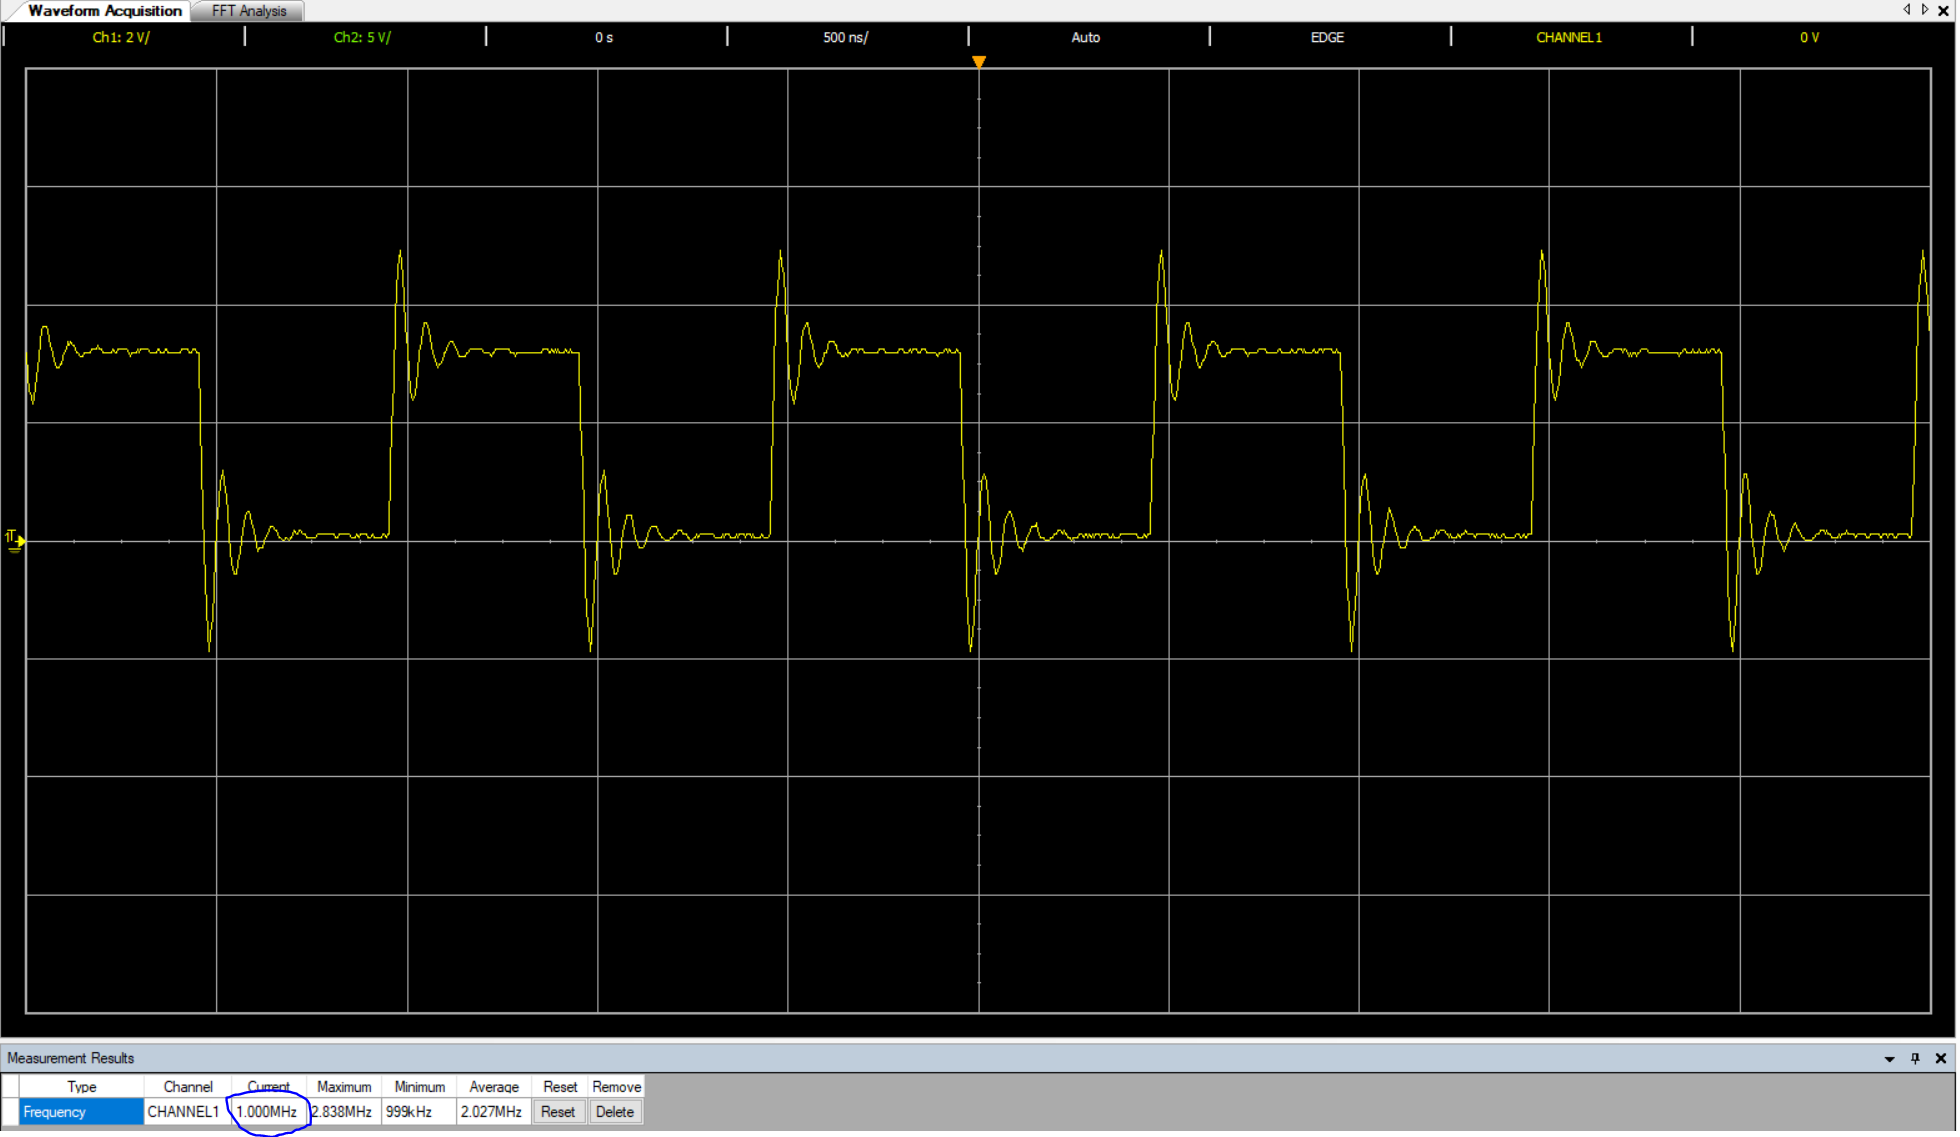 Waveform Acquisition FFT Analysis
Ch1: 2 V/ Ch2: 5 V/ 0 s 500 ns/ Auto EDGE CHANNEL1 0 V
Measurement Results
Type Channel Current Maximum Minimum Average Reset Remove
Frequency CHANNEL1 1.000MHz 2.838MHz 999kHz 2.027MHz Reset Delete